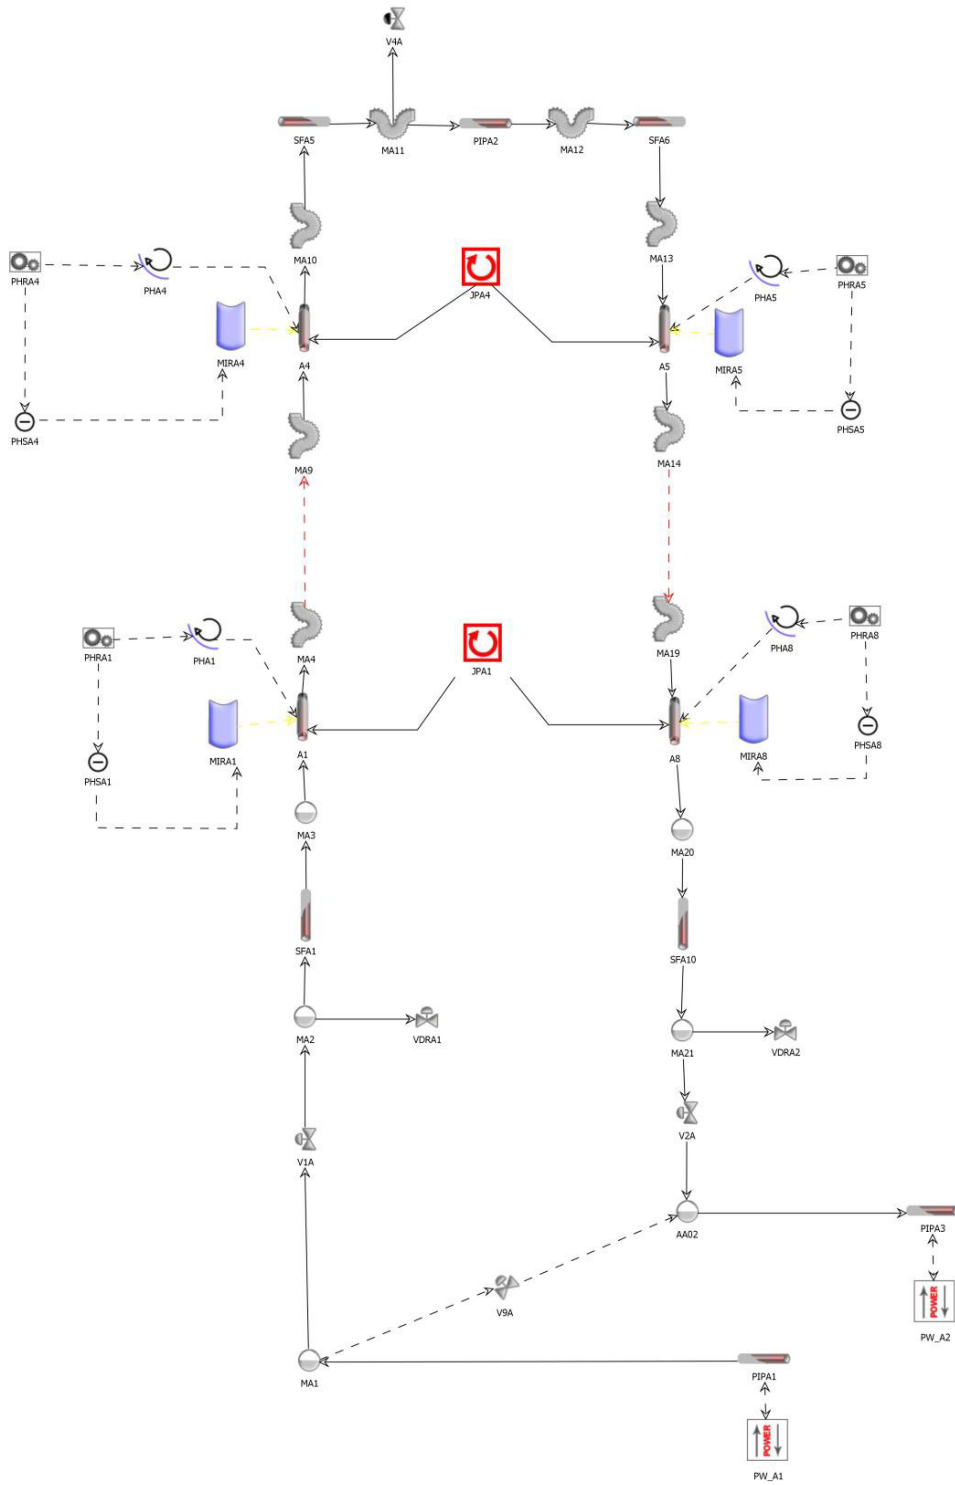 V4A
SFA5
MA11
PIPA2
MA12
SFA6
PHRA4
PHA4
MA10
JPA4
MA13
PHA5
PHRA5
MIRA4
A4
A5
MIRA5
PHSA4
MA9
MA14
PHSA5
PHRA1
PHA1
MA4
JPA1
MA19
PHA8
PHRA8
MIRA1
A1
A8
MIRA8
PHSA8
PHSA1
MA3
MA20
SFA1
SFA10
MA2
VDRA1
MA21
VDRA2
V1A
V2A
AA02
PIPA3
V9A
POWER
PW_A2
MA1
PIPA1
POWER
PW_A1